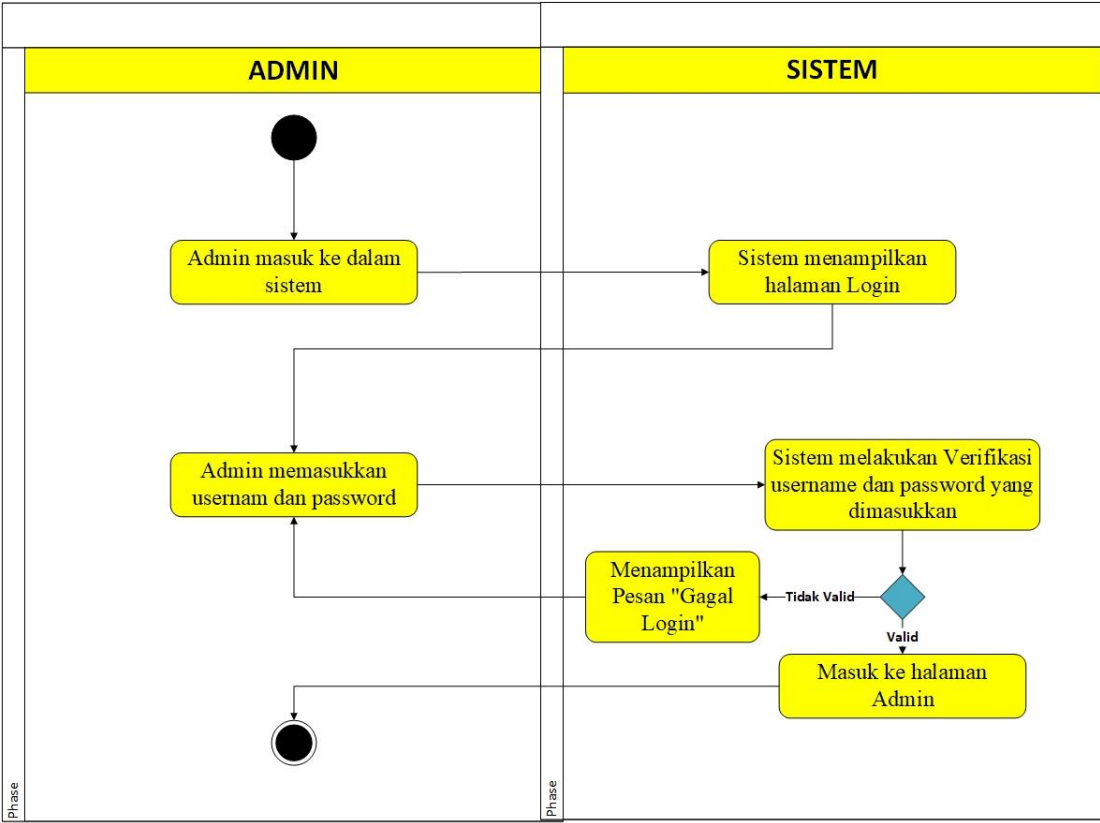 ADMIN
SISTEM
Admin masuk ke dalam
sistem
Sistem menampilkan
halaman Login
Admin memasukkan
usernam dan password
Sistem melakukan Verifikasi
username dan password yang
dimasukkan
Menampilkan
Pesan "Gagal
Login"
Tidak Valid
Valid
Masuk ke halaman
Admin
Phase
Phase